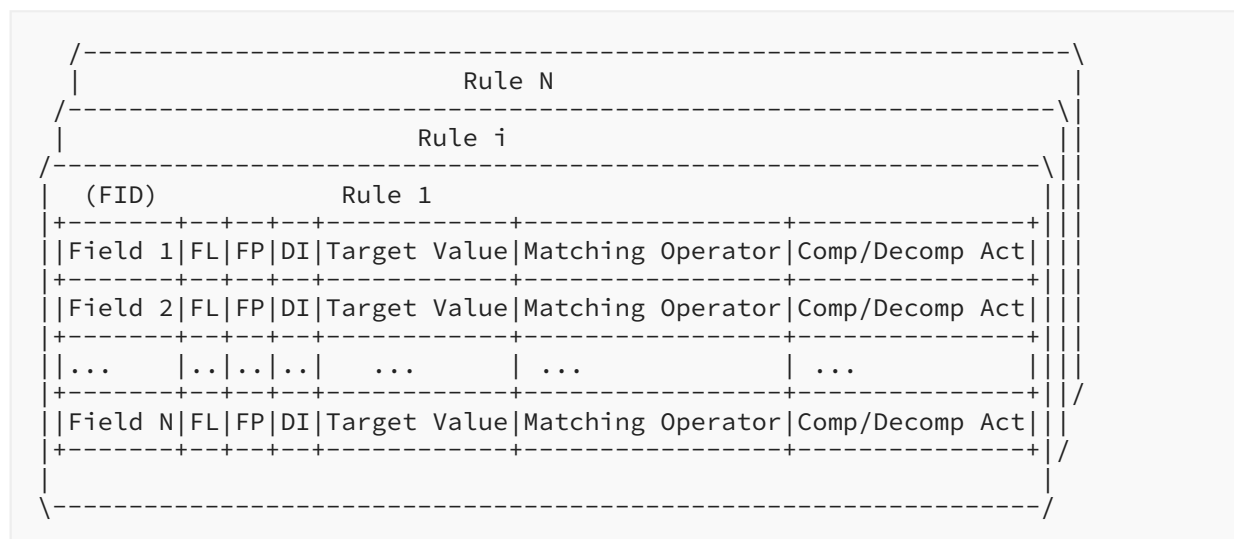 /-----------------------------------------------------------------\
|                         Rule N                                  |
/-----------------------------------------------------------------\|
|                       Rule i                                    ||
/-----------------------------------------------------------------\||
|  (FID)            Rule 1                                        |||
|+-------+--+--+--+------------+-----------------+---------------+|||
||Field 1|FL|FP|DI|Target Value|Matching Operator|Comp/Decomp Act||||
|+-------+--+--+--+------------+-----------------+---------------+|||
||Field 2|FL|FP|DI|Target Value|Matching Operator|Comp/Decomp Act||||
|+-------+--+--+--+------------+-----------------+---------------+|||
||...    |..|..|..|   ...      | ...             | ...           ||||
|+-------+--+--+--+------------+-----------------+---------------+||/
||Field N|FL|FP|DI|Target Value|Matching Operator|Comp/Decomp Act|||
|+-------+--+--+--+------------+-----------------+---------------+|/
|                                                                 |
\-----------------------------------------------------------------/